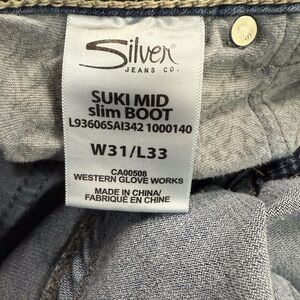 Silver
JEANS CO.
SUKI MID
slim BOOT
L93606SAI342 1000140
W31/L33
CA00508
WESTERN GLOVE WORKS
MADE IN CHINA/
FABRIQUÉ EN CHINE